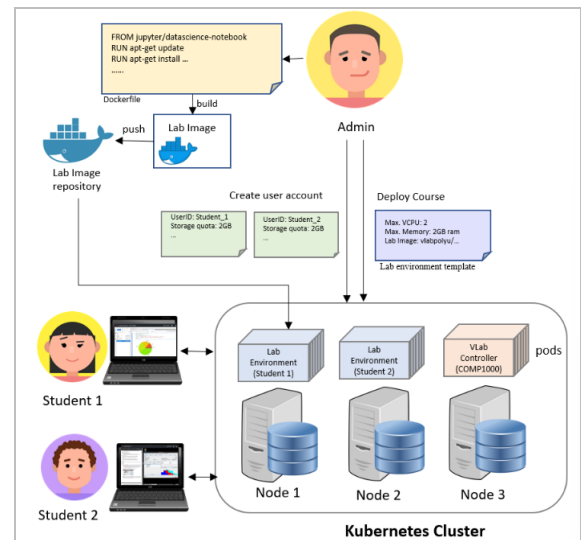 FROM jupyter/datascience-notebook
RUN apt-get update
RUN apt-get install ...
......
Dockerfile
build
push
Lab Image
Lab Image
repository
Admin
Create user account
Deploy Course
UserID: Student_1
Storage quota: 2GB
...
UserID: Student_2
Storage quota: 2GB
...
Max. VCPU: 2
Max. Memory: 2GB ram
Lab Image: vlabpolyu/...
Lab environment template
Lab
Environment
(Student 1)
Lab
Environment
(Student 2)
VLab
Controller
(COMP1000)
pods
Student 1
Student 2
Node 1
Node 2
Node 3
Kubernetes Cluster